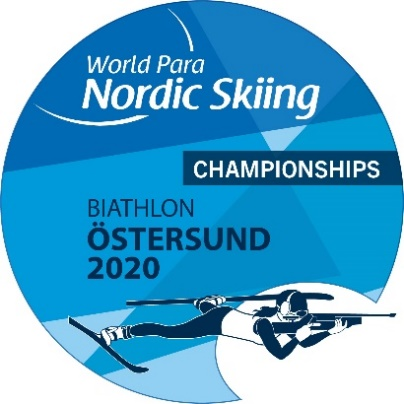 World Para
Nordic Skiing
CHAMPIONSHIPS
BIATHLON
ÖSTERSUND
2020